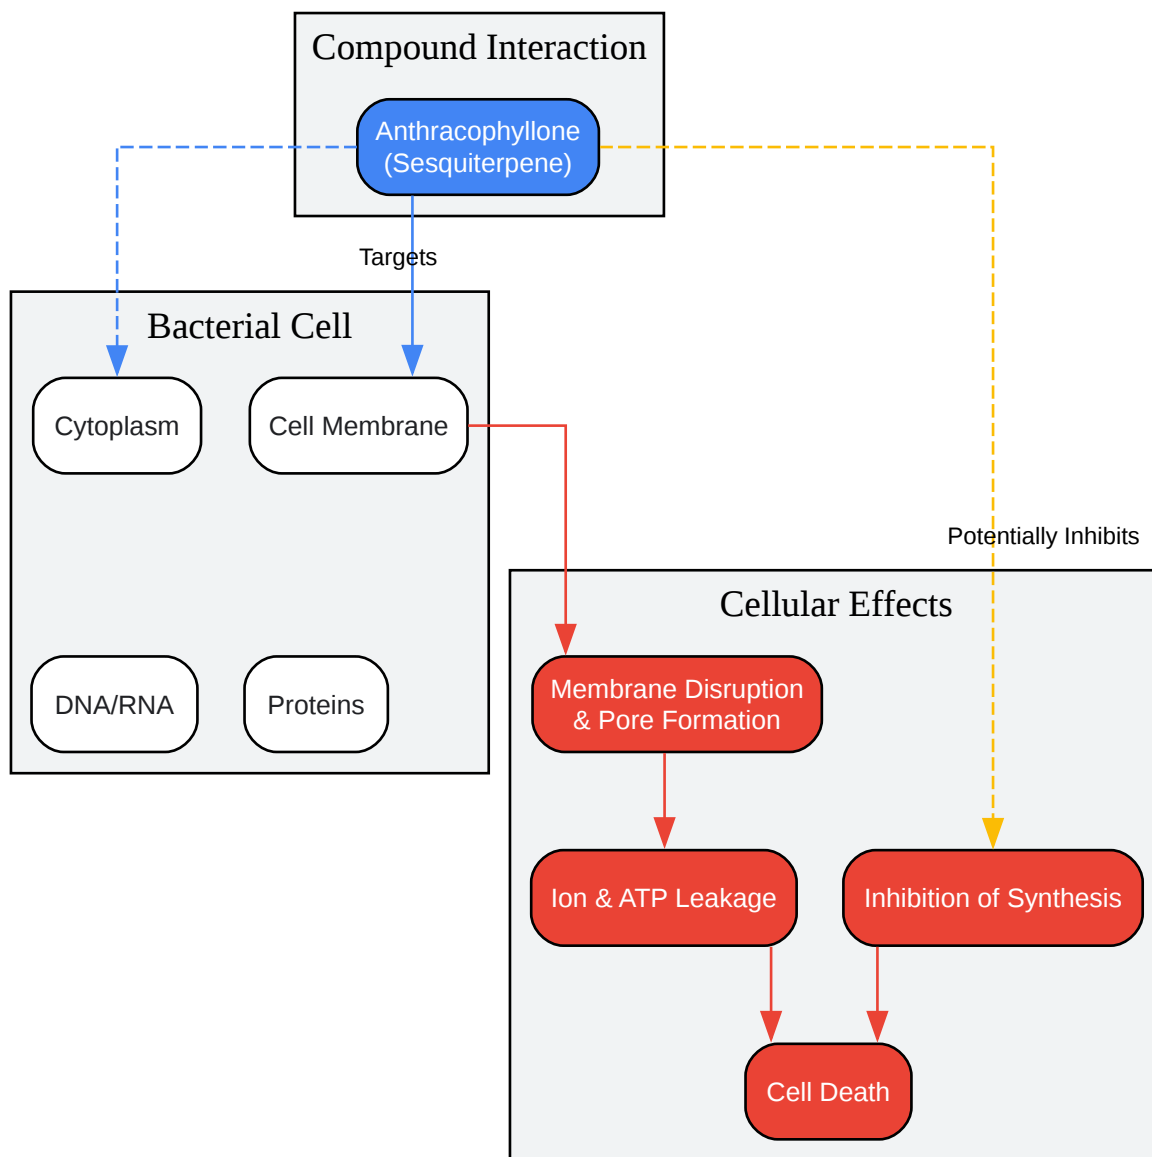 Compound Interaction
Anthracophyllone
(Sesquiterpene)
Targets
Bacterial Cell
Cytoplasm
Cell Membrane
DNA/RNA
Proteins
Potentially Inhibits
Cellular Effects
Membrane Disruption
& Pore Formation
Ion & ATP Leakage
Inhibition of Synthesis
Cell Death